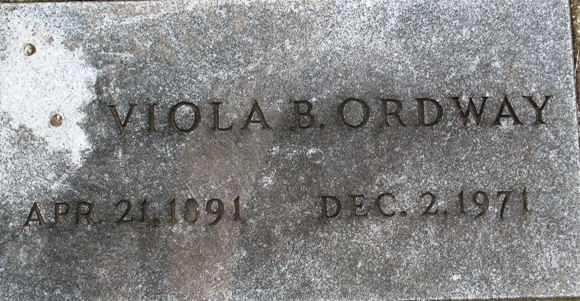 VIOLA B. ORDWAY
APR. 21, 1891 DEC. 2, 1971